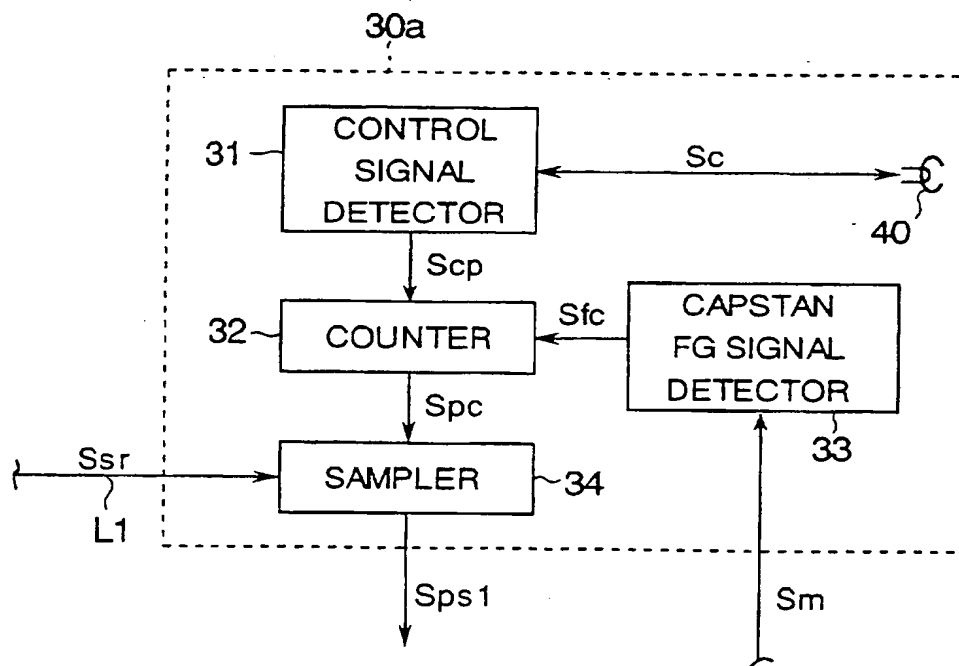 30a
CONTROL
SIGNAL
DETECTOR
31
Sc
40
Scp
32
COUNTER
Sfc
CAPSTAN
FG SIGNAL
DETECTOR
33
Spc
Ssr
L1
SAMPLER
34
Sps1
Sm